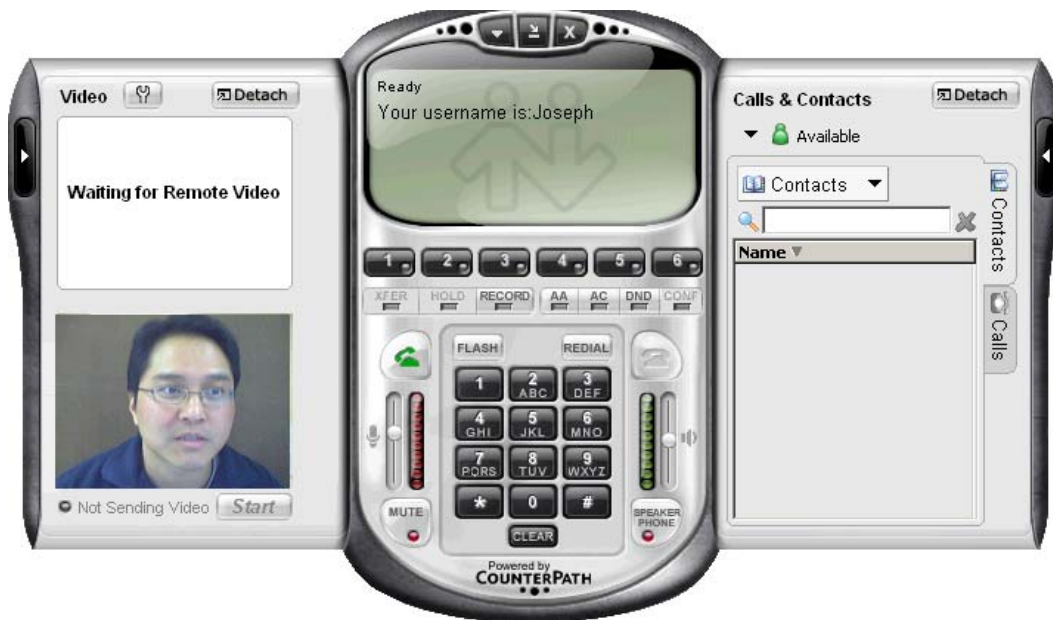 Video
Detach
Waiting for Remote Video
Not Sending Video
Start
X
Ready
Your username is:Joseph
1 2 3 4 5 6
XFER HOLD RECORD AA AC DND CONF
FLASH REDIAL
1 2 3
ABC DEF
4 5 6
GHI JKL MNO
7 8 9
PQRS TUV WXYZ
* 0 #
MUTE
SPEAKER
PHONE
CLEAR
Powered by
COUNTERPATH
Calls & Contacts
Detach
Available
Contacts
Name
Contacts
Calls